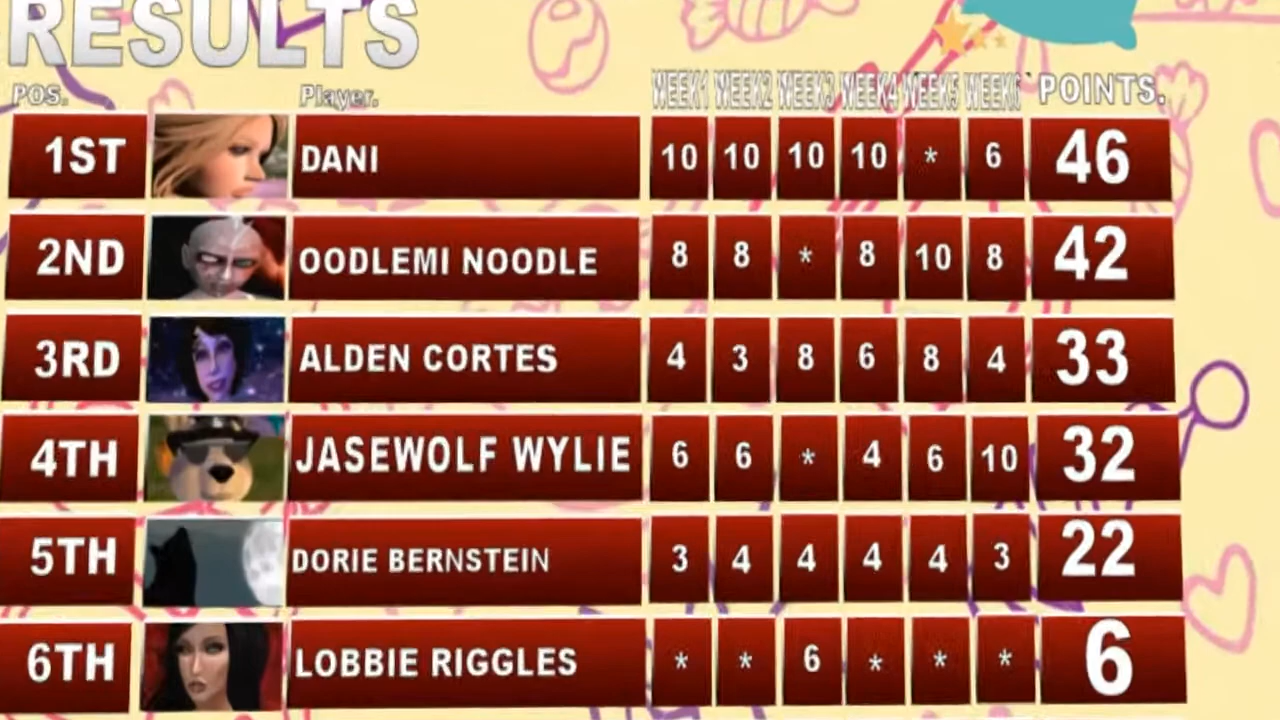 RESULTS
POS. Player. WEEK1 WEEK2 WEEK3 WEEK4 WEEK5 WEEK6 POINTS.
1ST DANI 10 10 10 10 * 6 46
2ND OODLEMI NOODLE 8 8 * 8 10 8 42
3RD ALDEN CORTES 4 3 8 6 8 4 33
4TH JASEWOLF WYLIE 6 6 * 4 6 10 32
5TH DORIE BERNSTEIN 3 4 4 4 4 3 22
6TH LOBBIE RIGGLES * * 6 * * * 6